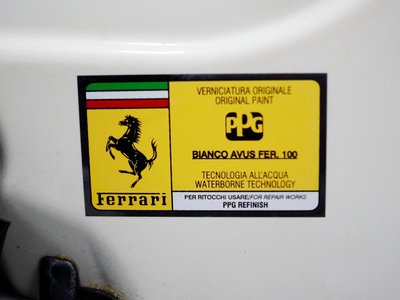 VERNICIATURA ORIGINALE
ORIGINAL PAINT
PPG
BIANCO AVUS FER. 100
TECNOLOGIA ALL'ACQUA
WATERBORNE TECHNOLOGY
Ferrari
PER RITOCCHI USARE/FOR REPAIR WORKS
PPG REFINISH